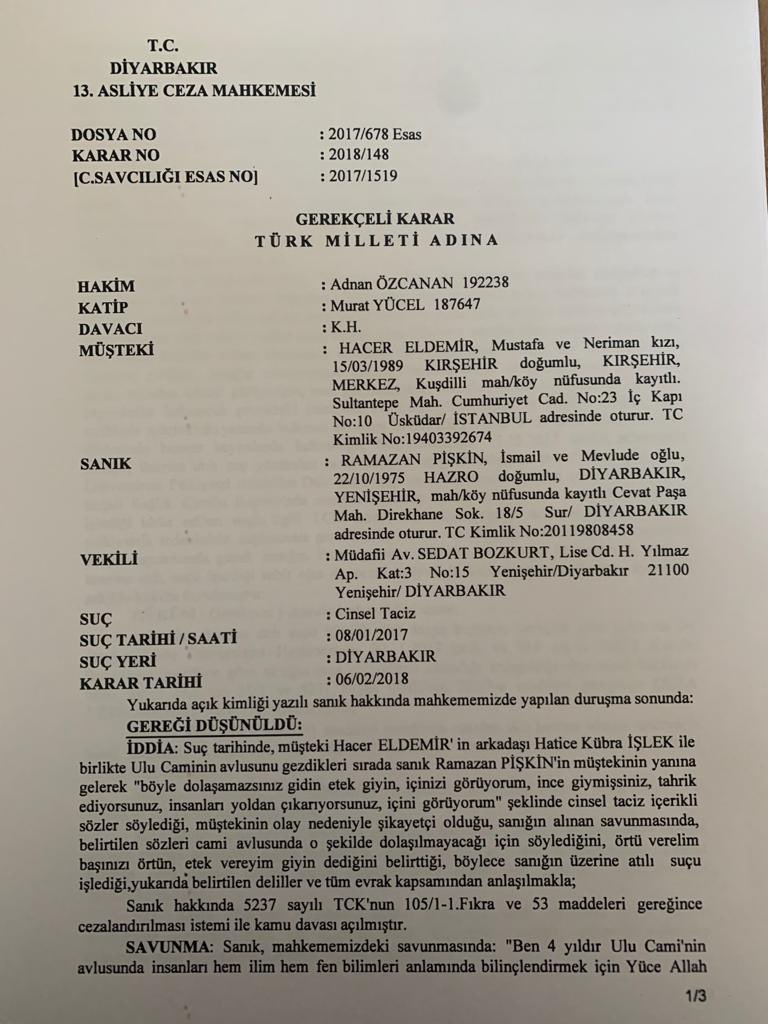 T.C.
DİYARBAKIR
13. ASLİYE CEZA MAHKEMESİ
DOSYA NO : 2017/678 Esas
KARAR NO : 2018/148
[C.SAVCILIĞI ESAS NO] : 2017/1519
GEREKÇELİ KARAR
TÜRK MİLLETİ ADINA
HAKİM : Adnan ÖZCANAN 192238
KATİP : Murat YÜCEL 187647
DAVACI : K.H.
MÜŞTEKİ : HACER ELDEMİR, Mustafa ve Neriman kızı,
15/03/1989 KIRŞEHİR doğumlu, KIRŞEHİR,
MERKEZ, Kuşdilli mah/köy nüfusunda kayıtlı.
Sultantepe Mah. Cumhuriyet Cad. No:23 İç Kapı
No:10 Üsküdar/ İSTANBUL adresinde oturur. TC
Kimlik No:19403392674
SANIK : RAMAZAN PİŞKİN, İsmail ve Mevlude oğlu,
22/10/1975 HAZRO doğumlu, DİYARBAKIR,
YENİŞEHİR, mah/köy nüfusunda kayıtlı Cevat Paşa
Mah. Direkhane Sok. 18/5 Sur/ DİYARBAKIR
adresinde oturur. TC Kimlik No:20119808458
VEKİLİ : Müdafii Av. SEDAT BOZKURT, Lise Cd. H. Yılmaz
Ap. Kat:3 No:15 Yenişehir/Diyarbakır 21100
Yenişehir/ DİYARBAKIR
SUÇ : Cinsel Taciz
SUÇ TARİHİ / SAATİ : 08/01/2017
SUÇ YERİ : DİYARBAKIR
KARAR TARİHİ : 06/02/2018
Yukarıda açık kimliği yazılı sanık hakkında mahkememizde yapılan duruşma sonunda:
GEREĞİ DÜŞÜNÜLDÜ:
İDDİA: Suç tarihinde, müşteki Hacer ELDEMİR' in arkadaşı Hatice Kübra İŞLEK ile
birlikte Ulu Caminin avlusunu gezdikleri sırada sanık Ramazan PİŞKİN'in müştekinin yanına
gelerek "böyle dolaşamazsınız gidin etek giyin, içinizi görüyorum, ince giymişsiniz, tahrik
ediyorsunuz, insanları yoldan çıkarıyorsunuz, içini görüyorum" şeklinde cinsel taciz içerikli
sözler söylediği, müştekinin olay nedeniyle şikayetçi olduğu, sanığın alınan savunmasında,
belirtilen sözleri cami avlusunda o şekilde dolaşılmayacağı için söylediğini, örtü verelim
başınızı örtün, etek vereyim giyin dediğini belirttiği, böylece sanığın üzerine atılı suçu
işlediği,yukarıda belirtilen deliller ve tüm evrak kapsamından anlaşılmakla;
Sanık hakkında 5237 sayılı TCK'nun 105/1-1.Fıkra ve 53 maddeleri gereğince
cezalandırılması istemi ile kamu davası açılmıştır.
SAVUNMA: Sanık, mahkememizdeki savunmasında: "Ben 4 yıldır Ulu Cami'nin
avlusunda insanları hem ilim hem fen bilimleri anlamında bilinçlendirmek için Yüce Allah
1/3